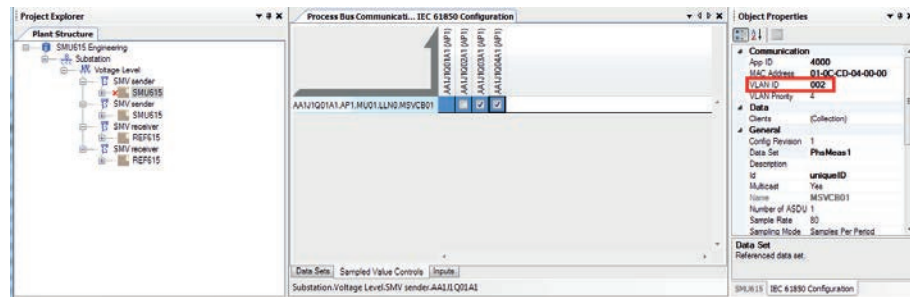 Project Explorer
Plant Structure
SMU615 Engineering
Substation
Voltage Level
SMV sender
SMU615
SMV sender
SMU615
SMV receiver
REF615
SMV receiver
REF615
Process Bus Communicati... IEC 61850 Configuration
AA1J1Q01A1 (AP1)
AA1J1Q02A1 (AP1)
AA1J1Q03A1 (AP1)
AA1J1Q04A1 (AP1)
AA1J1Q01A1.AP1.MU01.LLN0.MSVCB01
Data Sets Sampled Value Controls Inputs
Substation.Voltage Level.SMV sender.AA1J1Q01A1
Object Properties
Communication
App ID 4000
MAC Address 01-0C-CD-04-00-00
VLAN ID 002
VLAN Priority 4
Data
Clients (Collection)
General
Config Revision 1
Data Set PhsMeas1
Description
Id uniqueID
Multicast Yes
Name MSVCB01
Number of ASDU 1
Sample Rate 80
Sampling Mode Samples Per Period
Data Set
Referenced data set.
SMU615 IEC 61850 Configuration